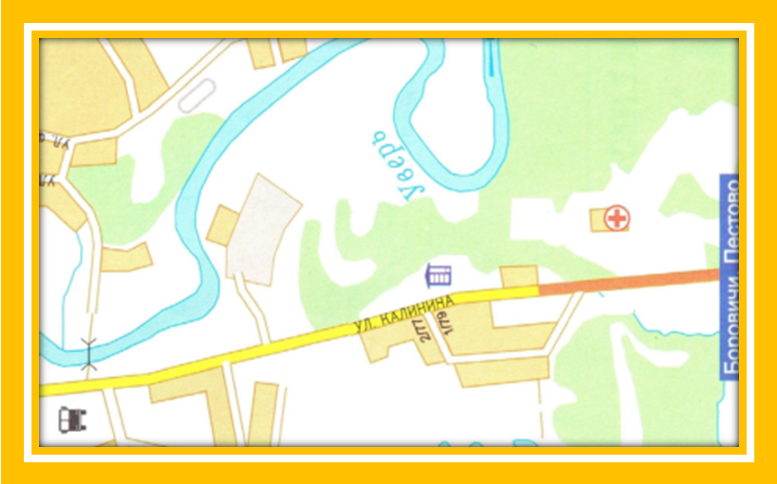 Уверь
УЛ. КАЛИНИНА
2/77
1/79
Боровичи, Пестово